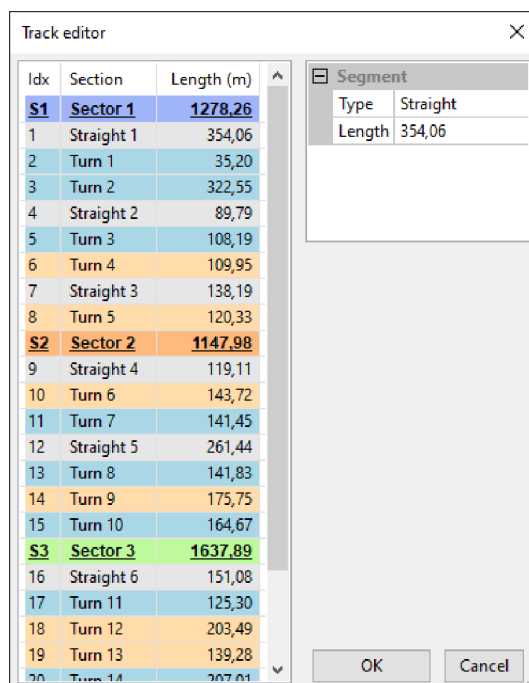 Track editor
Idx Section Length (m)
S1 Sector 1 1278,26
1 Straight 1 354,06
2 Turn 1 35,20
3 Turn 2 322,55
4 Straight 2 89,79
5 Turn 3 108,19
6 Turn 4 109,95
7 Straight 3 138,19
8 Turn 5 120,33
S2 Sector 2 1147,98
9 Straight 4 119,11
10 Turn 6 143,72
11 Turn 7 141,45
12 Straight 5 261,44
13 Turn 8 141,83
14 Turn 9 175,75
15 Turn 10 164,67
S3 Sector 3 1637,89
16 Straight 6 151,08
17 Turn 11 125,30
18 Turn 12 203,49
19 Turn 13 139,28
20 Turn 14 207,01
Segment
Type Straight
Length 354,06
OK Cancel